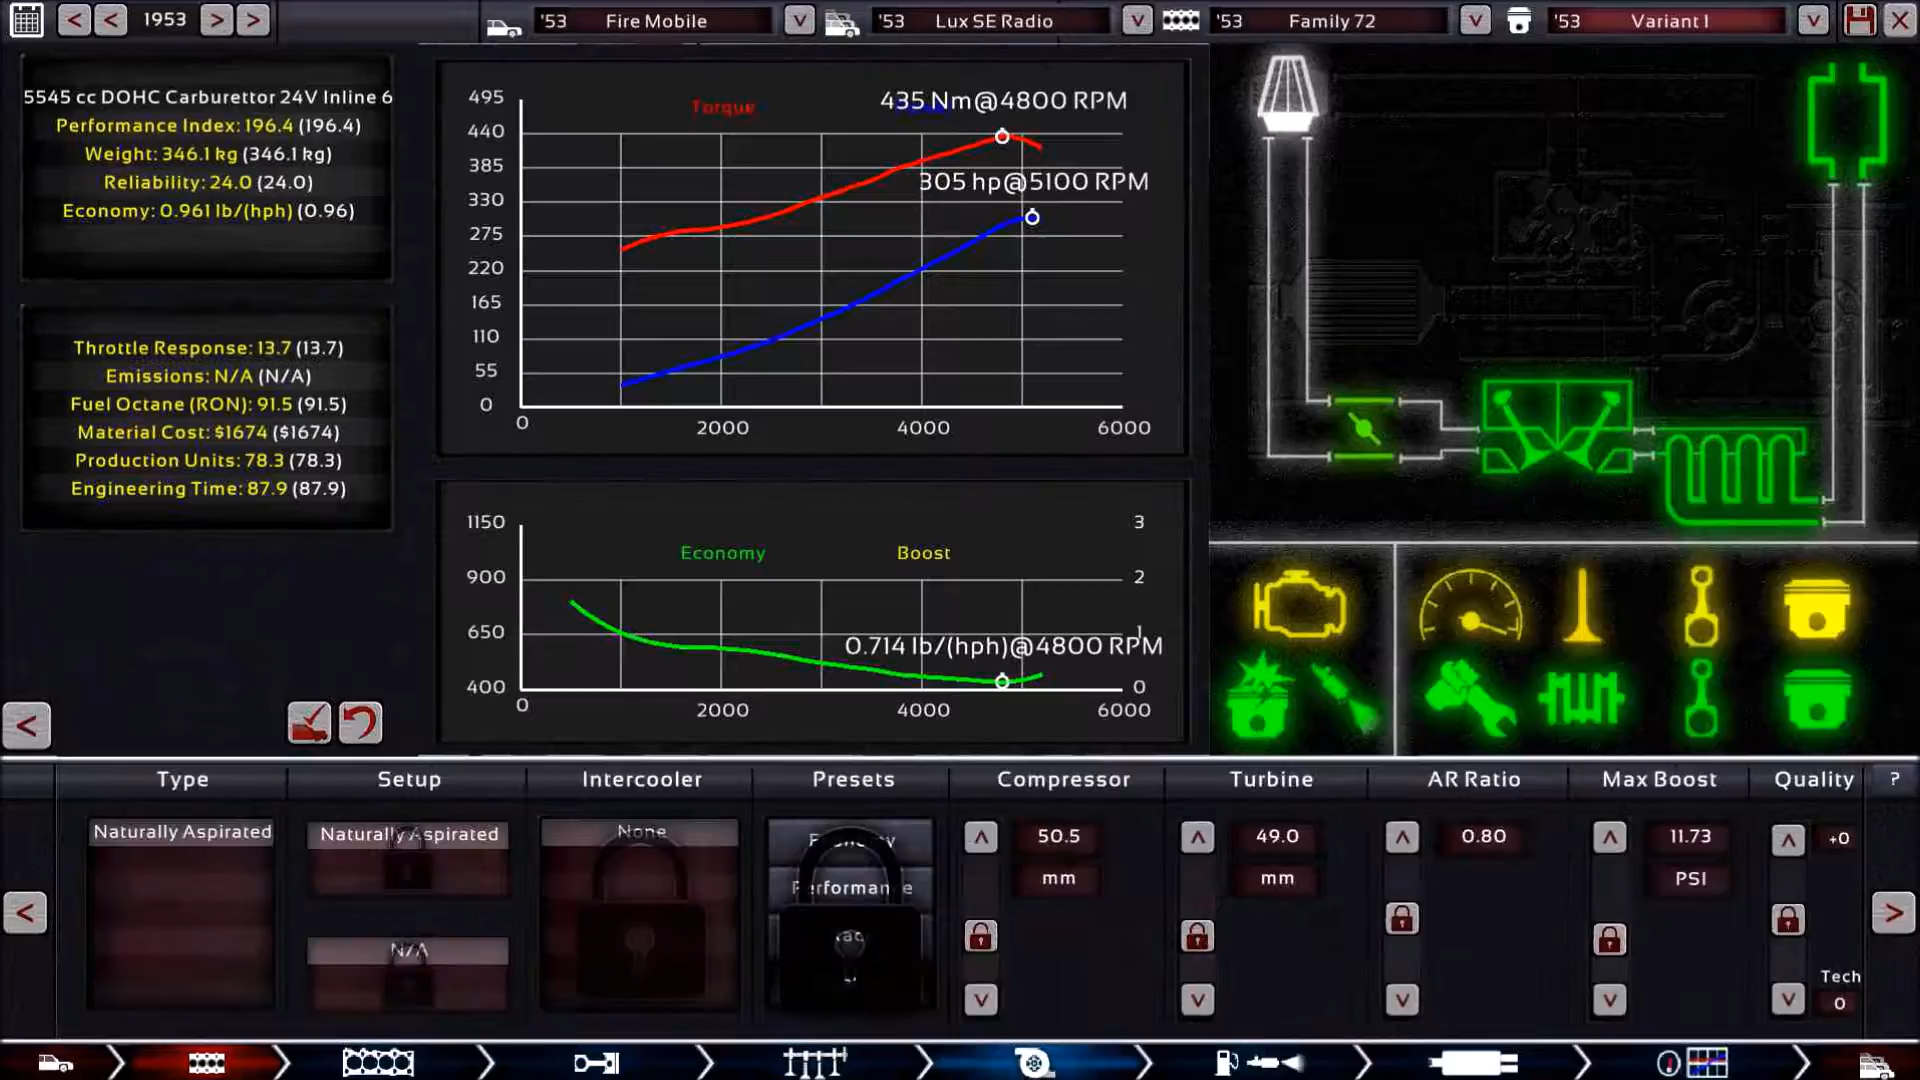 1953
'53 Fire Mobile
'53 Lux SE Radio
'53 Family 72
'53 Variant 1
5545 cc DOHC Carburettor 24V Inline 6
Performance Index: 196.4 (196.4)
Weight: 346.1 kg (346.1 kg)
Reliability: 24.0 (24.0)
Economy: 0.961 lb/(hph) (0.96)
Throttle Response: 13.7 (13.7)
Emissions: N/A (N/A)
Fuel Octane (RON): 91.5 (91.5)
Material Cost: $1674 ($1674)
Production Units: 78.3 (78.3)
Engineering Time: 87.9 (87.9)
495
440
385
330
275
220
165
110
55
0
Torque
435 Nm@4800 RPM
305 hp@5100 RPM
0 2000 4000 6000
1150
900
650
400
Economy
Boost
3
2
1
0
0.714 lb/(hph)@4800 RPM
0 2000 4000 6000
Type
Setup
Intercooler
Presets
Compressor
Turbine
AR Ratio
Max Boost
Quality
?
Naturally Aspirated
Naturally Aspirated
N/A
None
Economy
Performance
50.5
mm
49.0
mm
0.80
11.73
PSI
+0
Tech
0